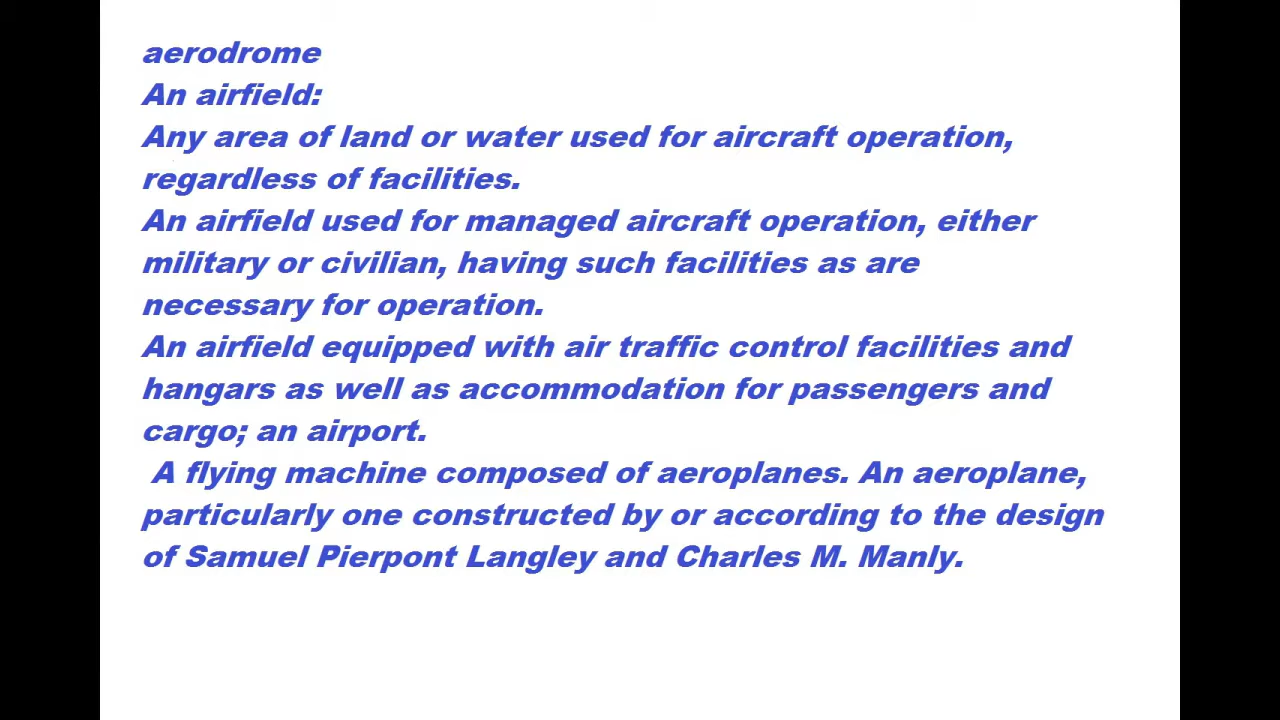 aerodrome
An airfield:
Any area of land or water used for aircraft operation,
regardless of facilities.
An airfield used for managed aircraft operation, either
military or civilian, having such facilities as are
necessary for operation.
An airfield equipped with air traffic control facilities and
hangars as well as accommodation for passengers and
cargo; an airport.
A flying machine composed of aeroplanes. An aeroplane,
particularly one constructed by or according to the design
of Samuel Pierpont Langley and Charles M. Manly.